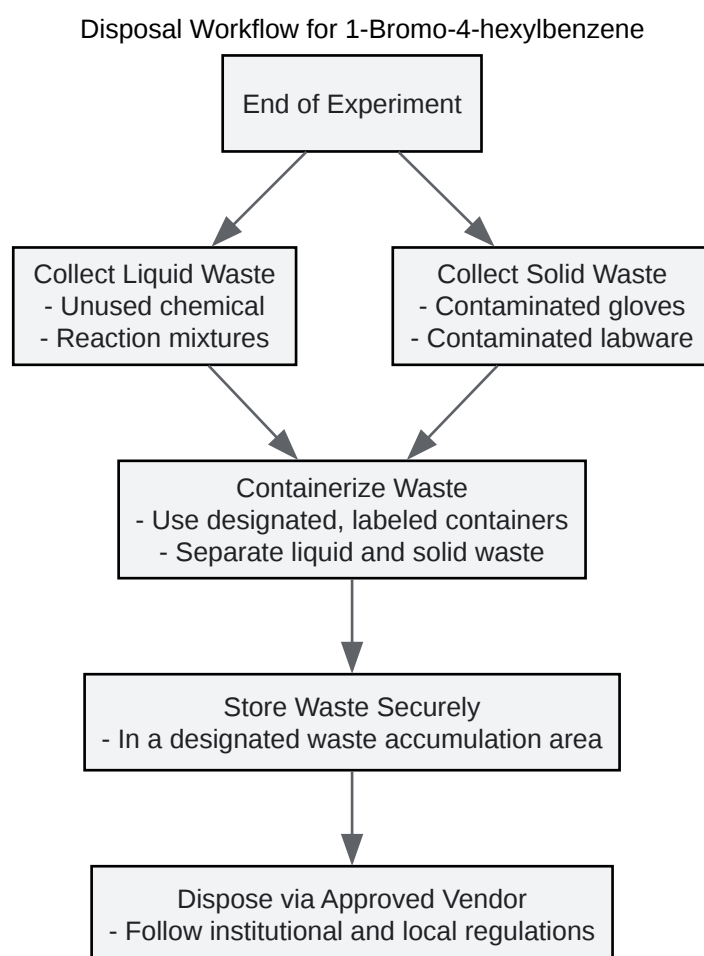 Disposal Workflow for 1-Bromo-4-hexylbenzene
End of Experiment
Collect Liquid Waste
- Unused chemical
- Reaction mixtures
Collect Solid Waste
- Contaminated gloves
- Contaminated labware
Containerize Waste
- Use designated, labeled containers
- Separate liquid and solid waste
Store Waste Securely
- In a designated waste accumulation area
Dispose via Approved Vendor
- Follow institutional and local regulations